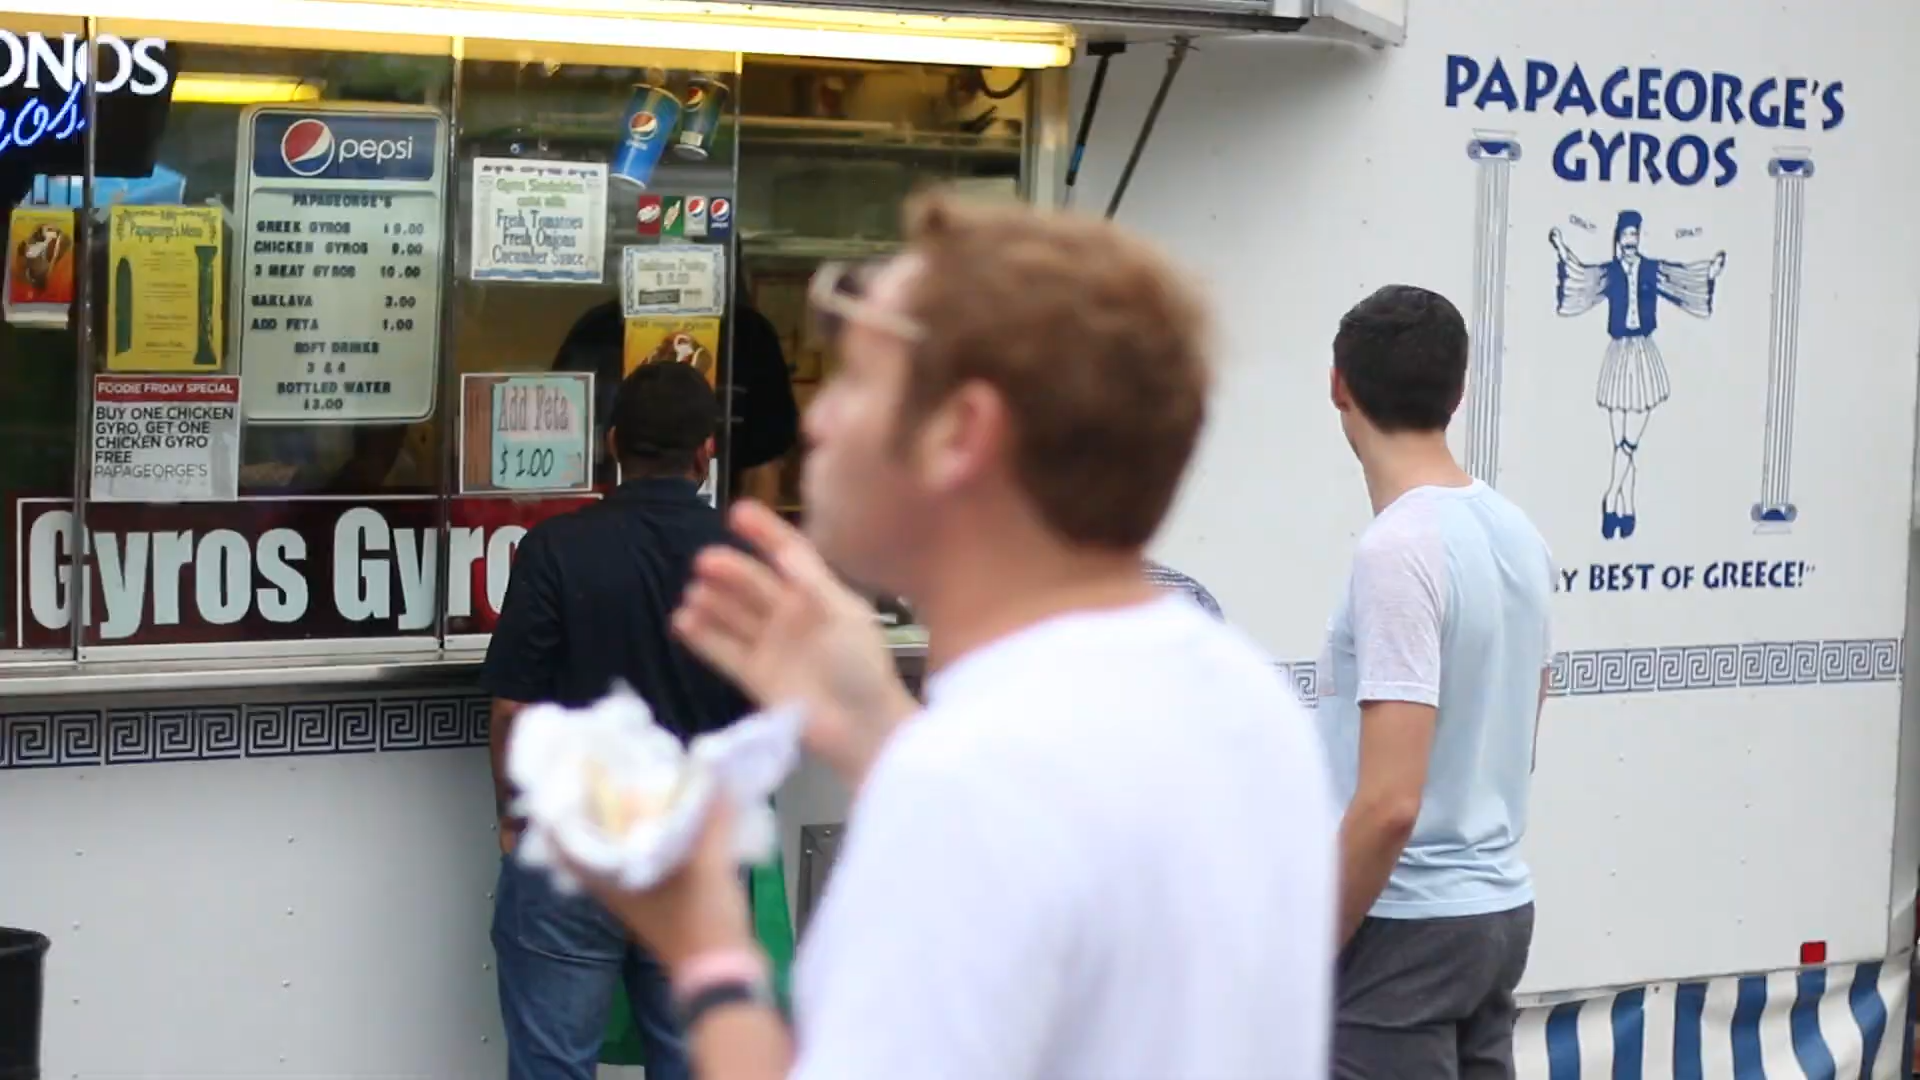 ONOS
pepsi
PAPAGEORGE'S
GREEK GYROS $9.00
CHICKEN GYROS 9.00
3 MEAT GYROS 10.00
BAKLAVA 3.00
ADD FETA 1.00
SOFT DRINKS
3 & 4
BOTTLED WATER
$3.00
Papageorge's Menu
FOODIE FRIDAY SPECIAL
BUY ONE CHICKEN
GYRO, GET ONE
CHICKEN GYRO
FREE
PAPAGEORGE'S
Gyros Sandwiches
come with
Fresh Tomatoes
Fresh Onions
Cucumber Sauce
Add Feta
$1.00
Gyros Gyro
PAPAGEORGE'S
GYROS
OPA!! OPA!!
Y BEST OF GREECE!"